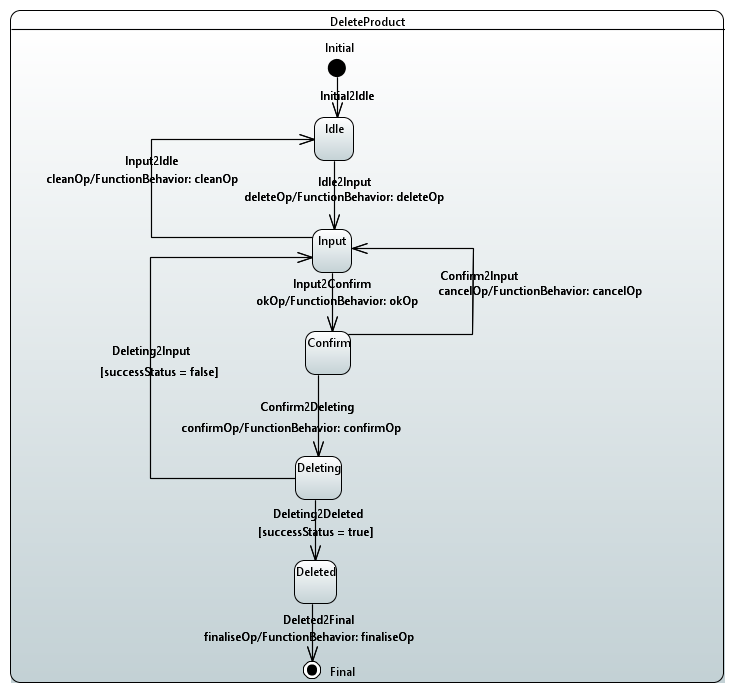 DeleteProduct
Initial
Initial2Idle
Idle
Input2Idle
cleanOp/FunctionBehavior: cleanOp
Idle2Input
deleteOp/FunctionBehavior: deleteOp
Input
Confirm2Input
cancelOp/FunctionBehavior: cancelOp
Input2Confirm
okOp/FunctionBehavior: okOp
Confirm
Deleting2Input
[successStatus = false]
Confirm2Deleting
confirmOp/FunctionBehavior: confirmOp
Deleting
Deleting2Deleted
[successStatus = true]
Deleted
Deleted2Final
finaliseOp/FunctionBehavior: finaliseOp
Final